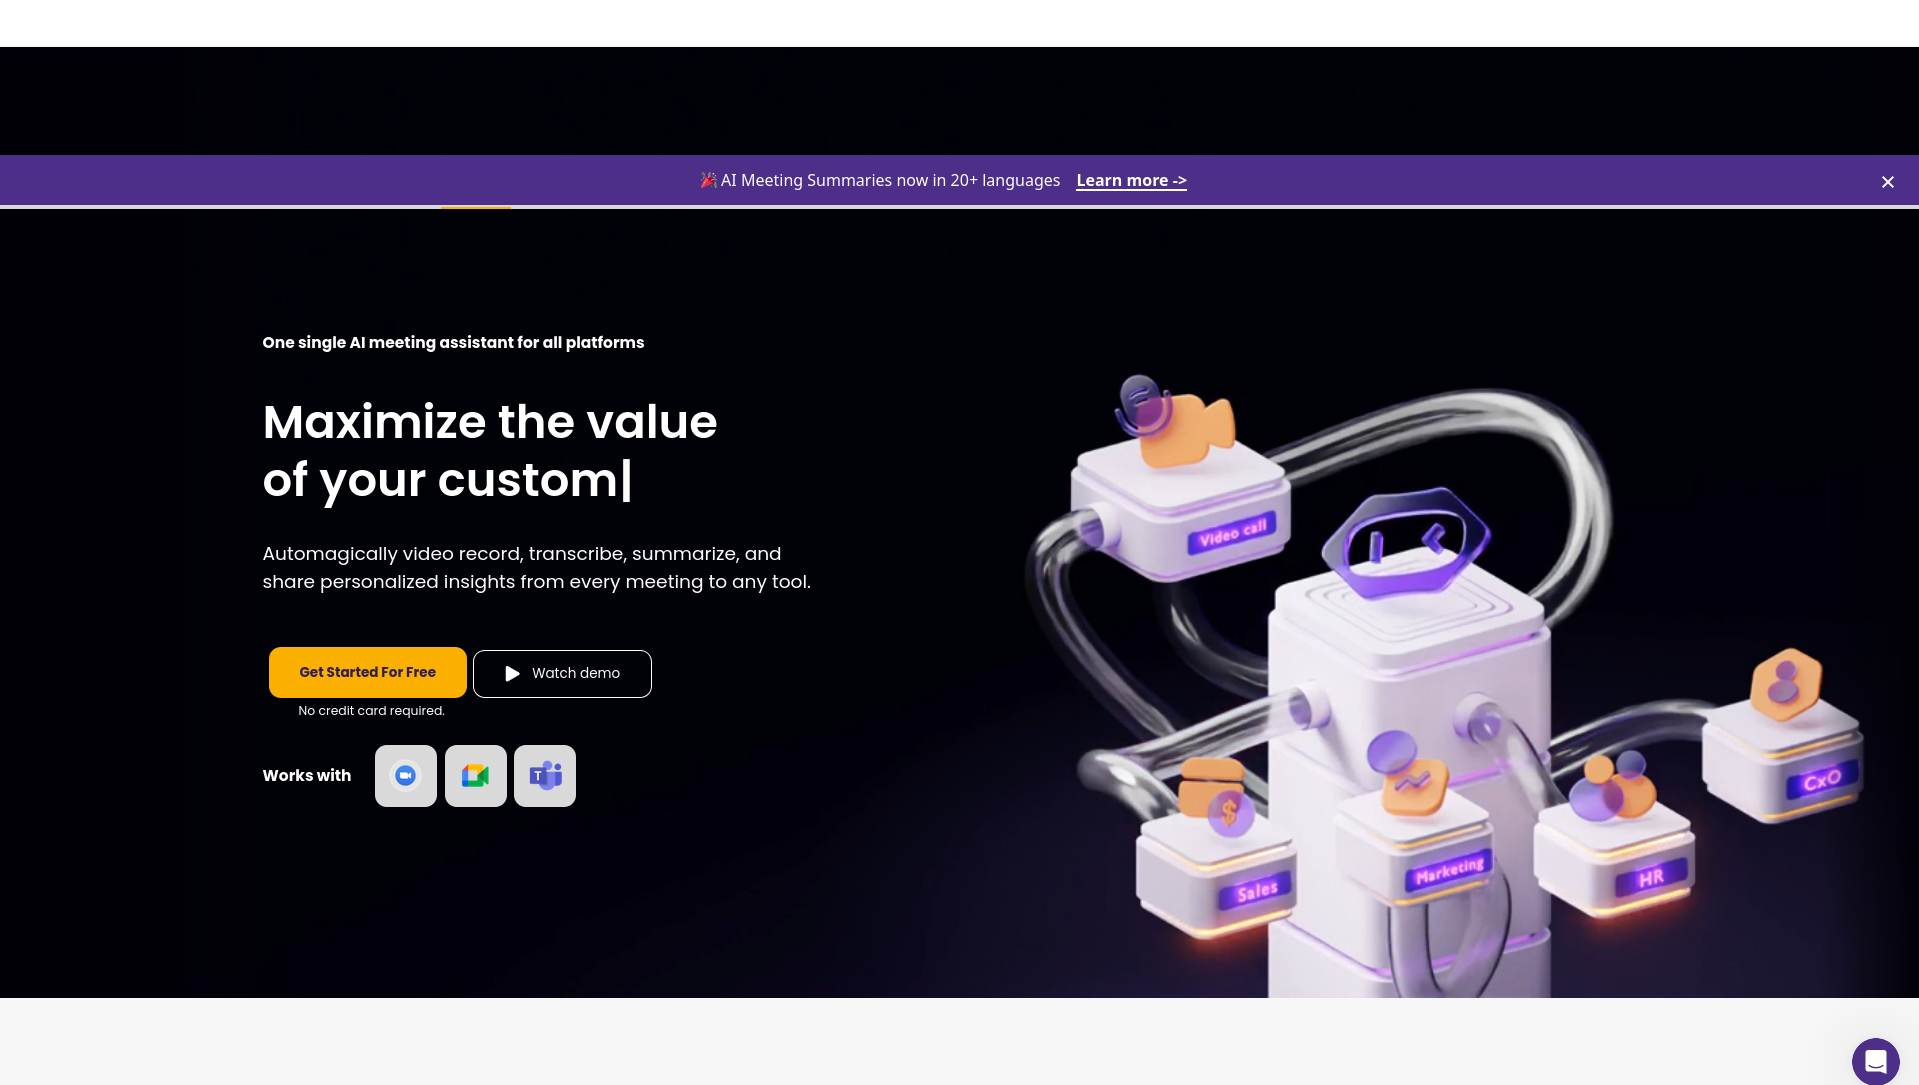 🎉 AI Meeting Summaries now in 20+ languages Learn more ->
One single AI meeting assistant for all platforms
Maximize the value
of your custom|
Automagically video record, transcribe, summarize, and
share personalized insights from every meeting to any tool.
Get Started For Free
Watch demo
No credit card required.
Works with
T
Video call
CxO
Marketing
HR
Sales
$